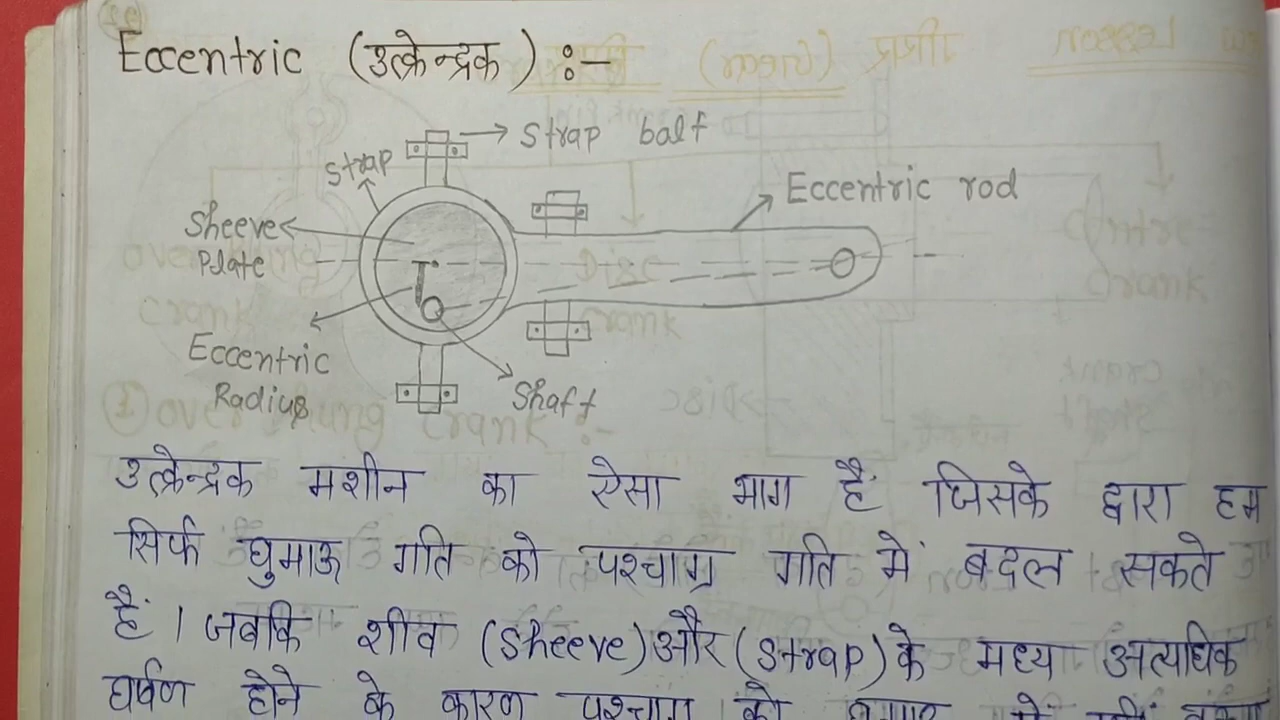 Eccentric (उत्केन्द्रक) :-
Strap balt
Strap
Eccentric rod
Sheeve
Plate
Eccentric
Radius
Shaft
उत्केन्द्रक मशीन का ऐसा भाग है जिसके द्वारा हम
सिर्फ घुमाऊ गति को पश्चाग्र गति में बदल सकते
है । जबकि शीव (Sheeve) और (Strap) के मध्य अत्यधिक
घर्षण होने के कारण पश्चाग्र को